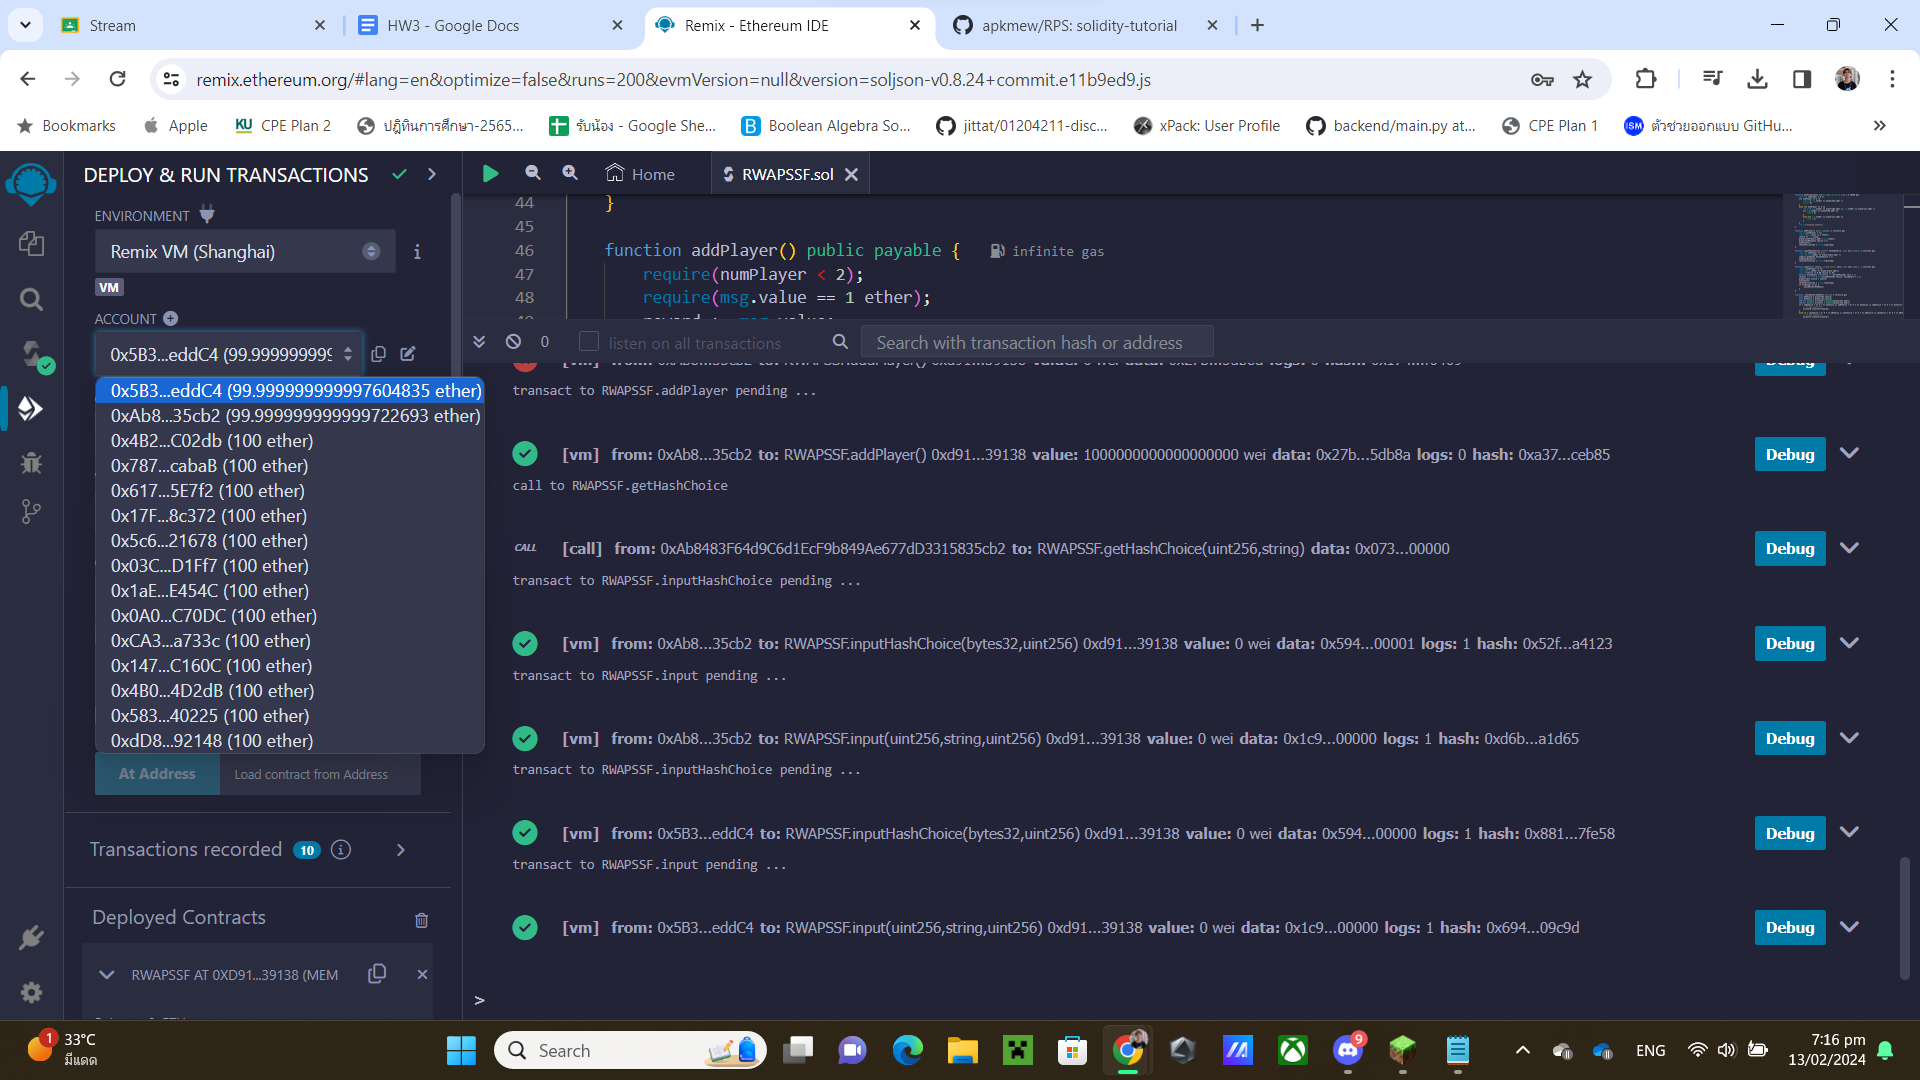 Stream
HW3 - Google Docs
Remix - Ethereum IDE
apkmew/RPS: solidity-tutorial
remix.ethereum.org/#lang=en&optimize=false&runs=200&evmVersion=null&version=soljson-v0.8.24+commit.e11b9ed9.js
Bookmarks
Apple
KU CPE Plan 2
ปฎิทินการศึกษา-2565...
รับน้อง - Google She...
B Boolean Algebra So...
jittat/01204211-disc...
xPack: User Profile
backend/main.py at...
CPE Plan 1
ISM ตัวช่วยออกแบบ GitHu...
DEPLOY & RUN TRANSACTIONS
ENVIRONMENT
Remix VM (Shanghai)
VM
ACCOUNT
0x5B3...eddC4 (99.999999999
0x5B3...eddC4 (99.999999999997604835 ether)
0xAb8...35cb2 (99.999999999999722693 ether)
0x4B2...C02db (100 ether)
0x787...cabaB (100 ether)
0x617...5E7f2 (100 ether)
0x17F...8c372 (100 ether)
0x5c6...21678 (100 ether)
0x03C...D1Ff7 (100 ether)
0x1aE...E454C (100 ether)
0x0A0...C70DC (100 ether)
0xCA3...a733c (100 ether)
0x147...C160C (100 ether)
0x4B0...4D2dB (100 ether)
0x583...40225 (100 ether)
0xdD8...92148 (100 ether)
At Address
Load contract from Address
Transactions recorded 10
Deployed Contracts
RWAPSSF AT 0XD91...39138 (MEM
Home
RWAPSSF.sol
44 }
45
46 function addPlayer() public payable { infinite gas
47 require(numPlayer < 2);
48 require(msg.value == 1 ether);
0
listen on all transactions
Search with transaction hash or address
Debug
transact to RWAPSSF.addPlayer pending ...
[vm] from: 0xAb8...35cb2 to: RWAPSSF.addPlayer() 0xd91...39138 value: 1000000000000000000 wei data: 0x27b...5db8a logs: 0 hash: 0xa37...ceb85
Debug
call to RWAPSSF.getHashChoice
CALL [call] from: 0xAb8483F64d9C6d1EcF9b849Ae677dD3315835cb2 to: RWAPSSF.getHashChoice(uint256,string) data: 0x073...00000
Debug
transact to RWAPSSF.inputHashChoice pending ...
[vm] from: 0xAb8...35cb2 to: RWAPSSF.inputHashChoice(bytes32,uint256) 0xd91...39138 value: 0 wei data: 0x594...00001 logs: 1 hash: 0x52f...a4123
Debug
transact to RWAPSSF.input pending ...
[vm] from: 0xAb8...35cb2 to: RWAPSSF.input(uint256,string,uint256) 0xd91...39138 value: 0 wei data: 0x1c9...00000 logs: 1 hash: 0xd6b...a1d65
Debug
transact to RWAPSSF.inputHashChoice pending ...
[vm] from: 0x5B3...eddC4 to: RWAPSSF.inputHashChoice(bytes32,uint256) 0xd91...39138 value: 0 wei data: 0x594...00000 logs: 1 hash: 0x881...7fe58
Debug
transact to RWAPSSF.input pending ...
[vm] from: 0x5B3...eddC4 to: RWAPSSF.input(uint256,string,uint256) 0xd91...39138 value: 0 wei data: 0x1c9...00000 logs: 1 hash: 0x694...09c9d
Debug
>
1
33°C
มีแดด
Search
9
ENG
7:16 pm
13/02/2024